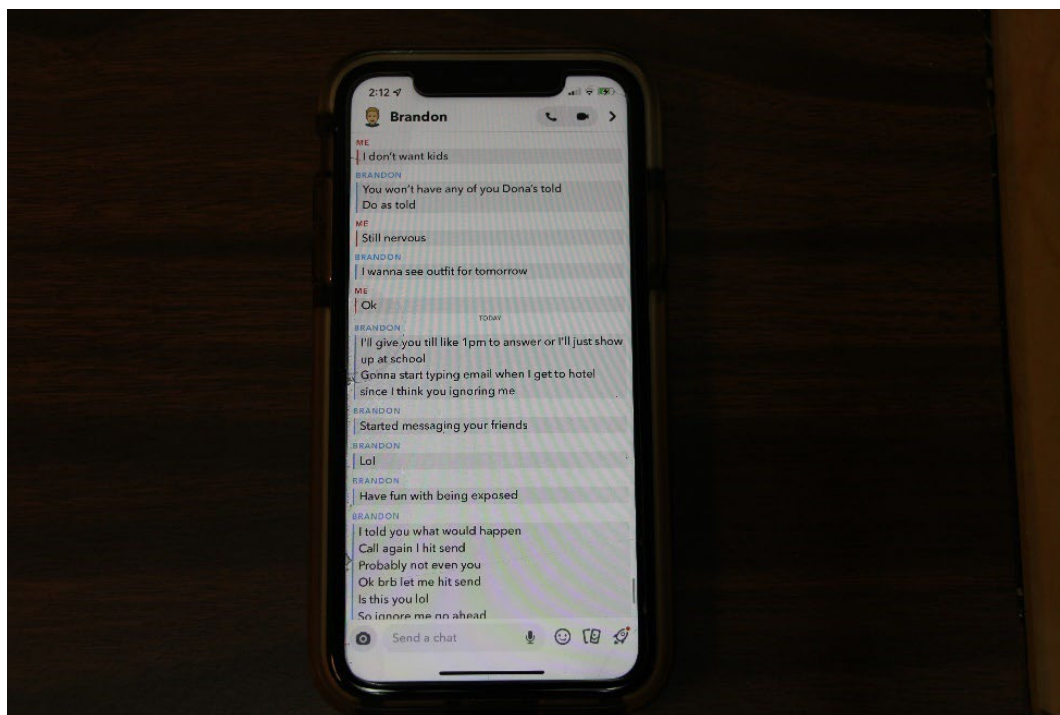 2:12
Brandon
ME
I don't want kids
BRANDON
You won't have any of you Dona's told
Do as told
ME
Still nervous
BRANDON
I wanna see outfit for tomorrow
ME
Ok
TODAY
BRANDON
I'll give you till like 1pm to answer or I'll just show
up at school
Gonna start typing email when I get to hotel
since I think you ignoring me
BRANDON
Started messaging your friends
BRANDON
Lol
BRANDON
Have fun with being exposed
BRANDON
I told you what would happen
Call again I hit send
Probably not even you
Ok brb let me hit send
Is this you lol
So ignore me go ahead
Send a chat